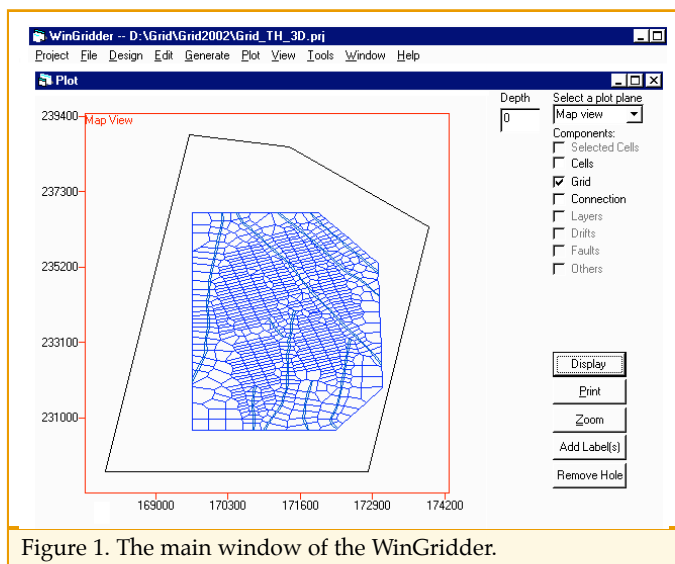 WinGridder -- D:\Grid\Grid2002\Grid_TH_3D.prj
Project File Design Edit Generate Plot View Tools Window Help
Plot
Depth
0
Select a plot plane
Map view
Components:
Selected Cells
Cells
Grid
Connection
Layers
Drifts
Faults
Others
Map View
239400
237300
235200
233100
231000
169000 170300 171600 172900 174200
Display
Print
Zoom
Add Label(s)
Remove Hole
Figure 1. The main window of the WinGridder.